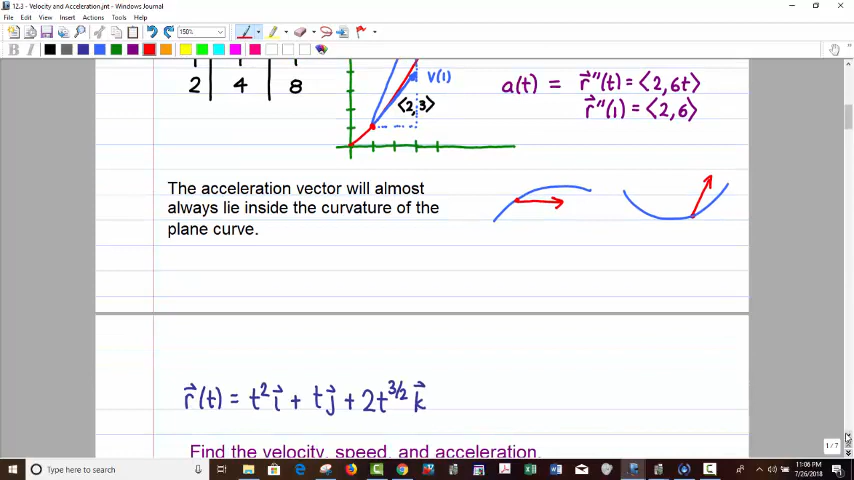 12.3 - Velocity and Acceleration.jnt - Windows Journal
File Edit View Insert Actions Tools Help
150%
B I
2 4 8
V(1)
⟨2,3⟩
a(t) = r⃗''(t) = ⟨2,6t⟩
r⃗''(1) = ⟨2,6⟩
The acceleration vector will almost
always lie inside the curvature of the
plane curve.
r⃗(t) = t² i⃗ + t j⃗ + 2t^{3/2} k⃗
Find the velocity, speed, and acceleration.
1 / 7
Type here to search
11:06 PM
7/26/2018